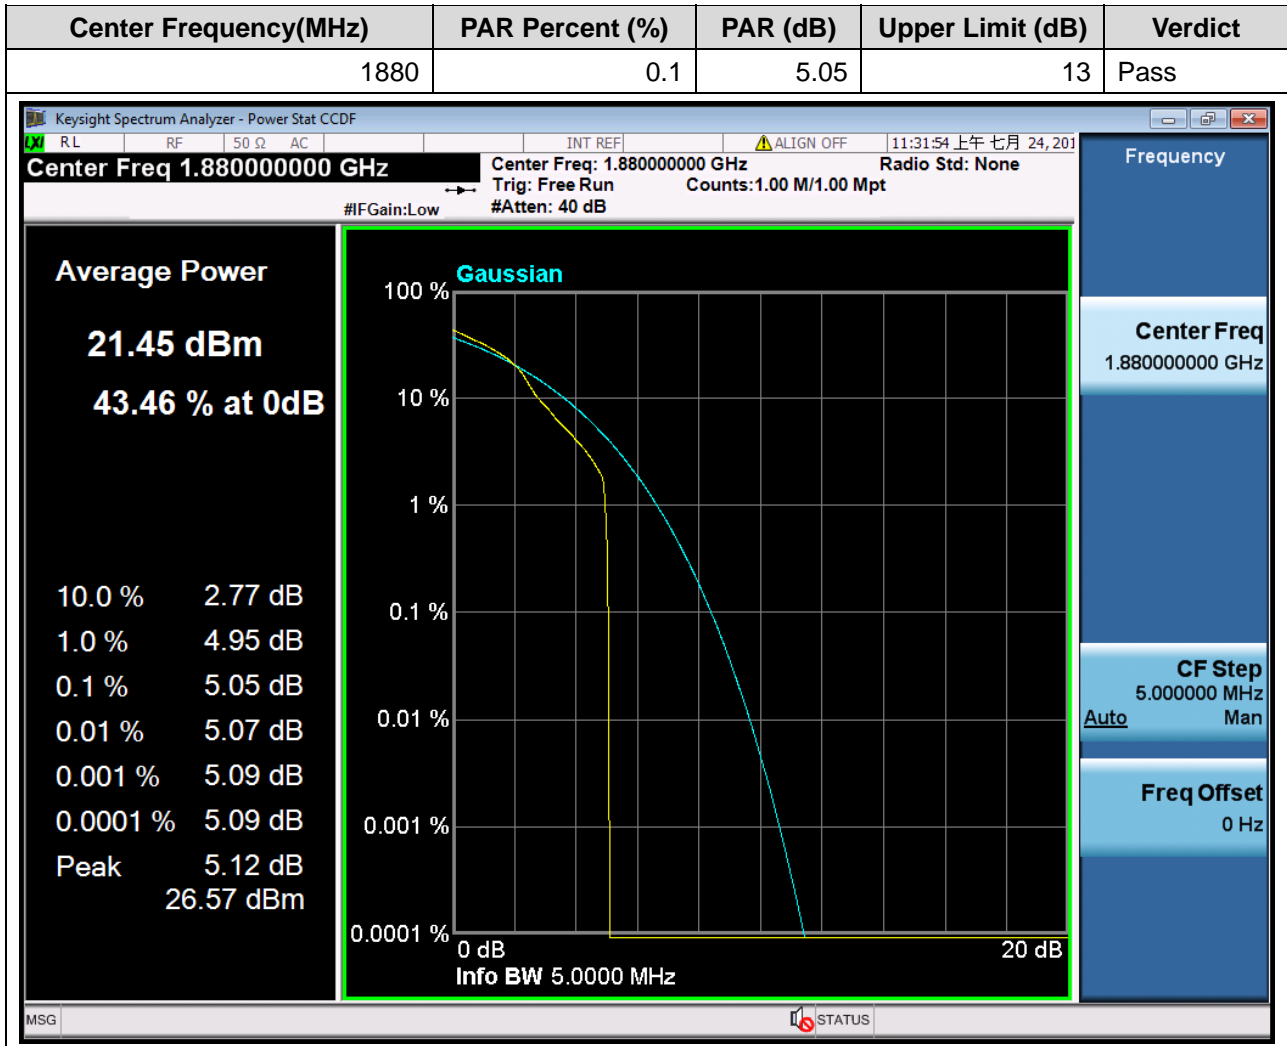 Center Frequency(MHz) PAR Percent (%) PAR (dB) Upper Limit (dB) Verdict
1880 0.1 5.05 13 Pass
Keysight Spectrum Analyzer - Power Stat CCDF
LXI RL RF 50 Ω AC INT REF ALIGN OFF 11:31:54 上午 七月 24, 201
Center Freq 1.880000000 GHz
#IFGain:Low
Center Freq: 1.880000000 GHz Radio Std: None
Trig: Free Run Counts:1.00 M/1.00 Mpt
#Atten: 40 dB
Average Power
21.45 dBm
43.46 % at 0dB
10.0 % 2.77 dB
1.0 % 4.95 dB
0.1 % 5.05 dB
0.01 % 5.07 dB
0.001 % 5.09 dB
0.0001 % 5.09 dB
Peak 5.12 dB
26.57 dBm
Gaussian
100 %
10 %
1 %
0.1 %
0.01 %
0.001 %
0.0001 %
0 dB 20 dB
Info BW 5.0000 MHz
Frequency
Center Freq
1.880000000 GHz
CF Step
5.000000 MHz
Auto Man
Freq Offset
0 Hz
MSG STATUS